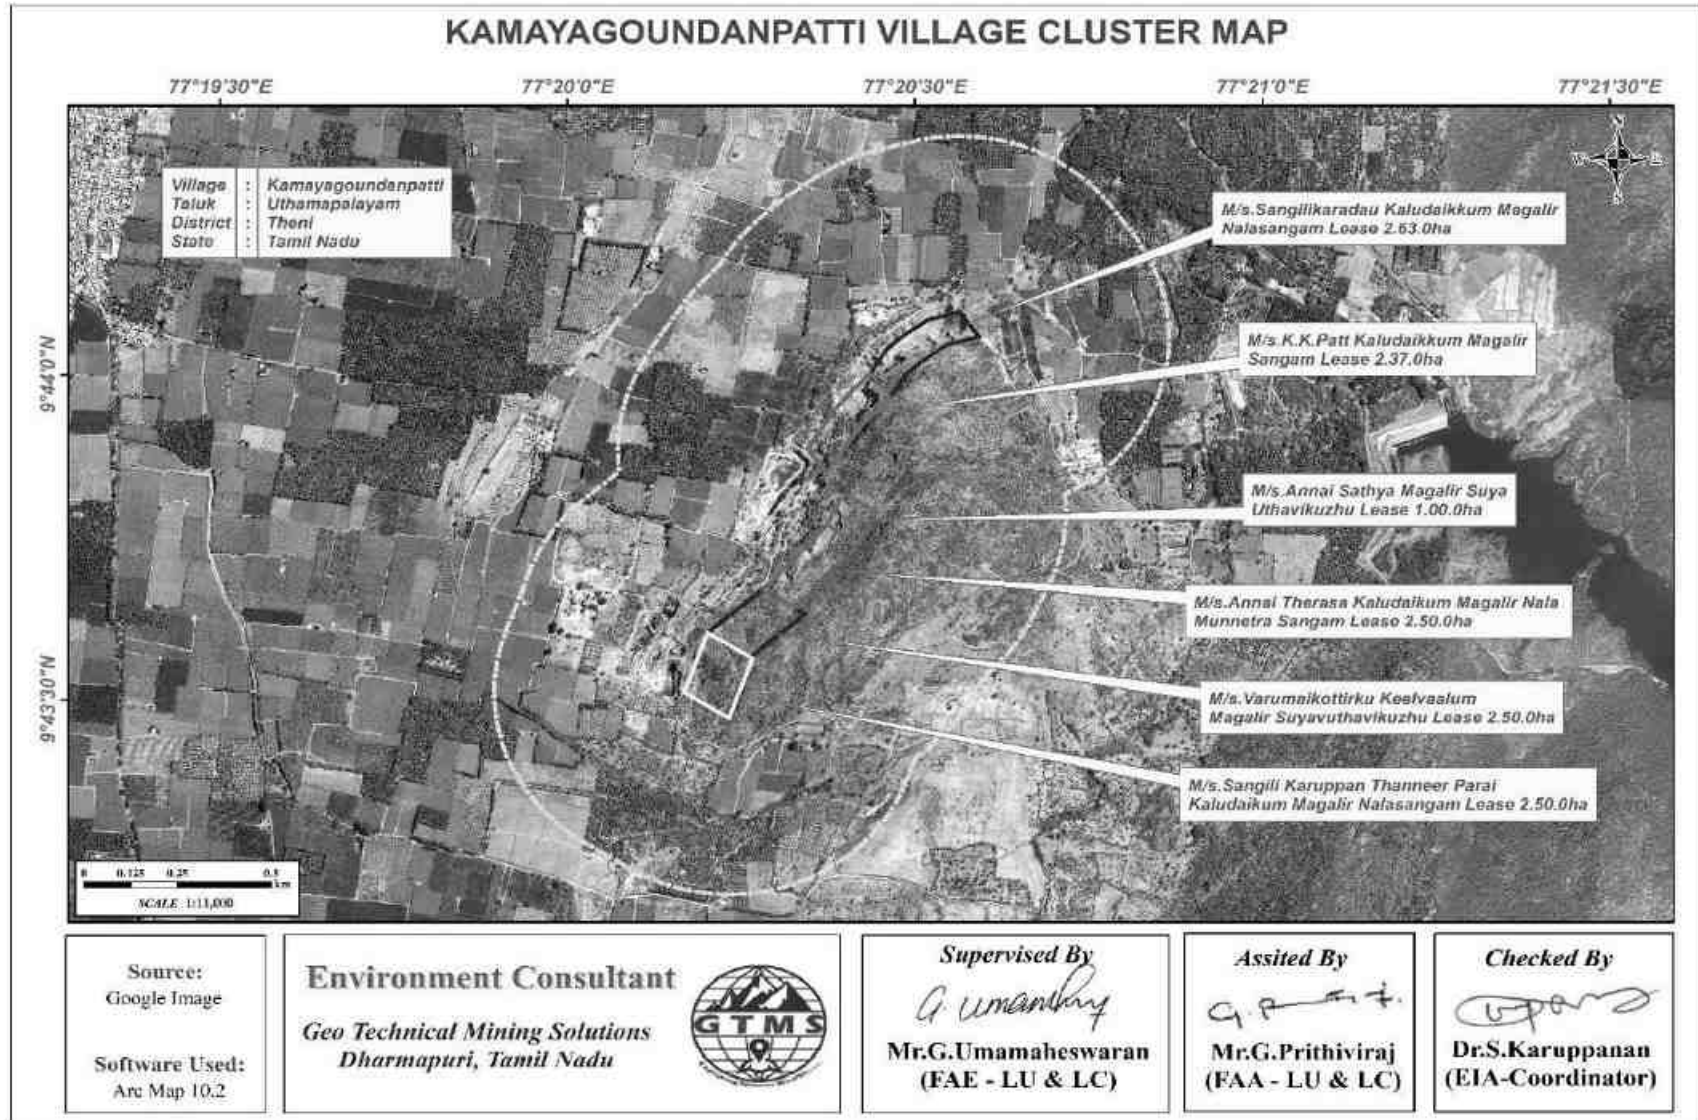 KAMAYAGOUNDANPATTI VILLAGE CLUSTER MAP
77°19'30"E
77°20'0"E
77°20'30"E
77°21'0"E
77°21'30"E
Village : Kamayagoundanpatti
Taluk : Uthamapalayam
District : Theni
State : Tamil Nadu
N
W
E
S
M/s.Sangilikaradau Kaludaikkum Magalir
Nalasangam Lease 2.63.0ha
M/s.K.K.Patt Kaludaikkum Magalir
Sangam Lease 2.37.0ha
9°44'0"N
M/s.Annai Sathya Magalir Suya
Uthavikuzhu Lease 1.00.0ha
M/s.Annai Therasa Kaludaikum Magalir Nala
Munnetra Sangam Lease 2.50.0ha
9°43'30"N
M/s.Varumaikottirku Keelvaalum
Magalir Suyavuthavikuzhu Lease 2.50.0ha
M/s.Sangili Karuppan Thanneer Parai
Kaludaikum Magalir Nalasangam Lease 2.50.0ha
0 0.125 0.25 0.5
km
SCALE 1:11,000
Source:
Google Image
Software Used:
Arc Map 10.2
Environment Consultant
Geo Technical Mining Solutions
Dharmapuri, Tamil Nadu
GTMS
Supervised By
Mr.G.Umamaheswaran
(FAE - LU & LC)
Assited By
Mr.G.Prithiviraj
(FAA - LU & LC)
Checked By
Dr.S.Karuppanan
(EIA-Coordinator)